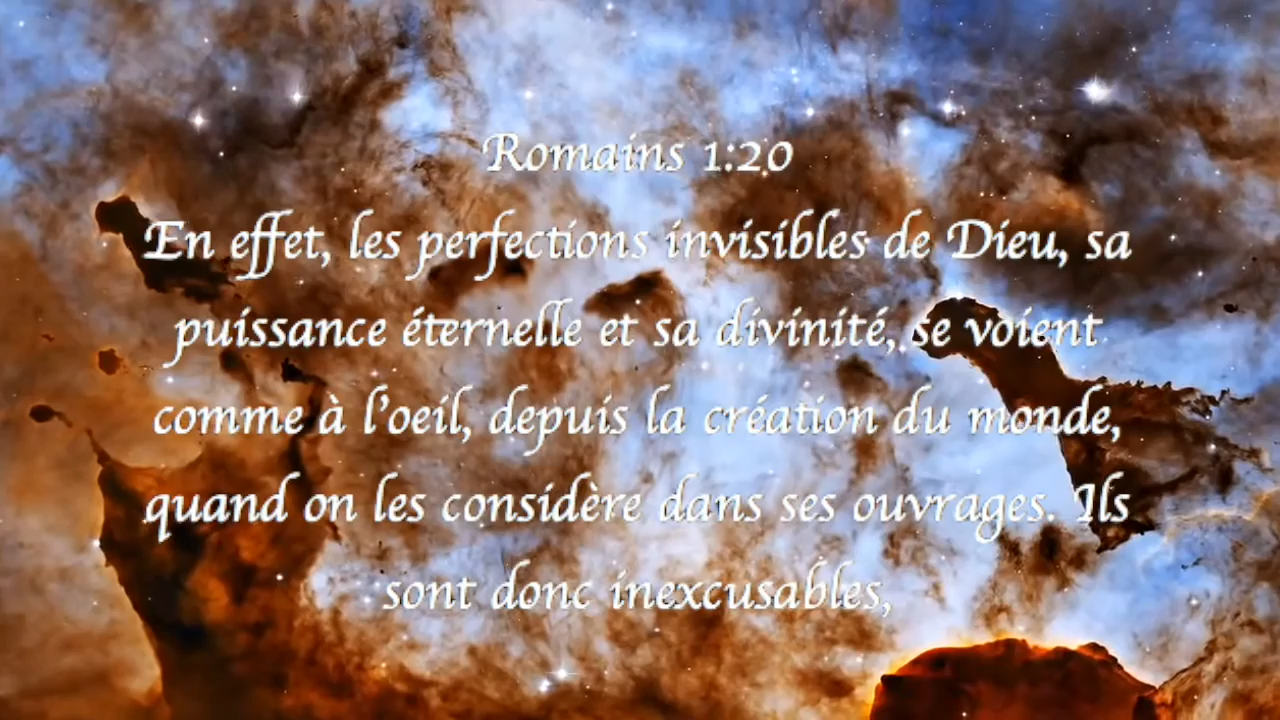 Romains 1:20
En effet, les perfections invisibles de Dieu, sa
puissance éternelle et sa divinité, se voient
comme à l'oeil, depuis la création du monde,
quand on les considère dans ses ouvrages. Ils
sont donc inexcusables,